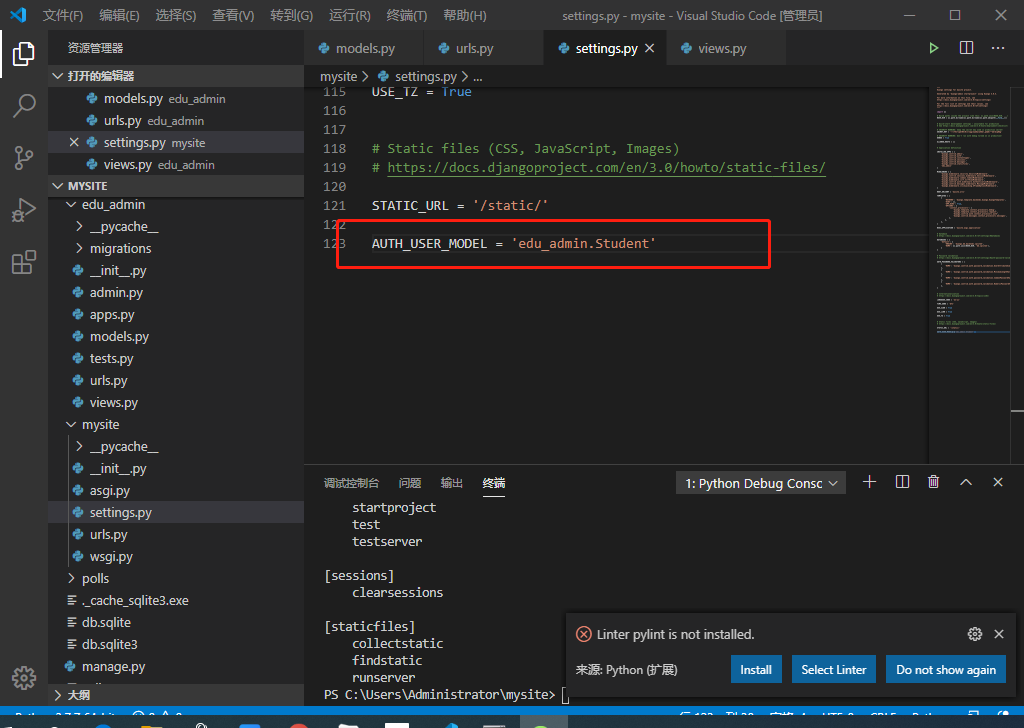 文件(F) 编辑(E) 选择(S) 查看(V) 转到(G) 运行(R) 终端(T) 帮助(H) settings.py - mysite - Visual Studio Code [管理员]
资源管理器
打开的编辑器
models.py edu_admin
urls.py edu_admin
settings.py mysite
views.py edu_admin
MYSITE
edu_admin
__pycache__
migrations
__init__.py
admin.py
apps.py
models.py
tests.py
urls.py
views.py
mysite
__pycache__
__init__.py
asgi.py
settings.py
urls.py
wsgi.py
polls
._cache_sqlite3.exe
db.sqlite
db.sqlite3
manage.py
大纲
models.py urls.py settings.py views.py
mysite > settings.py > ...
115 USE_TZ = True
116
117
118 # Static files (CSS, JavaScript, Images)
119 # https://docs.djangoproject.com/en/3.0/howto/static-files/
120
121 STATIC_URL = '/static/'
122
123 AUTH_USER_MODEL = 'edu_admin.Student'
调试控制台 问题 输出 终端 1: Python Debug Consc
startproject
test
testserver
[sessions]
clearsessions
[staticfiles]
collectstatic
findstatic
runserver
PS C:\Users\Administrator\mysite>
Linter pylint is not installed.
来源: Python (扩展) Install Select Linter Do not show again